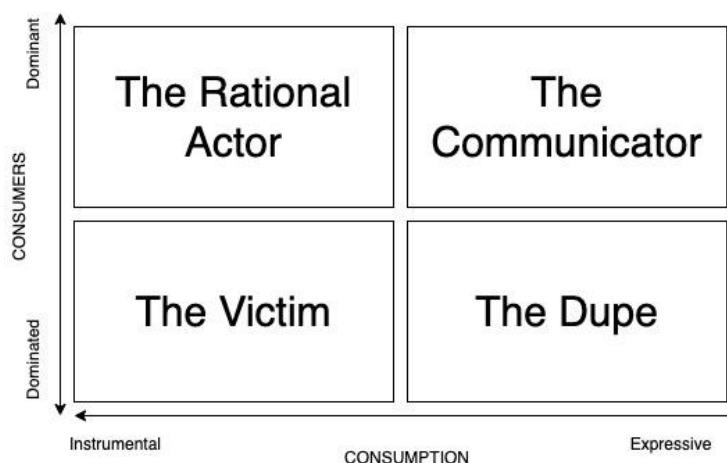 Dominant
The Rational
Actor
The
Communicator
CONSUMERS
The Victim
The Dupe
Dominated
Instrumental
CONSUMPTION
Expressive